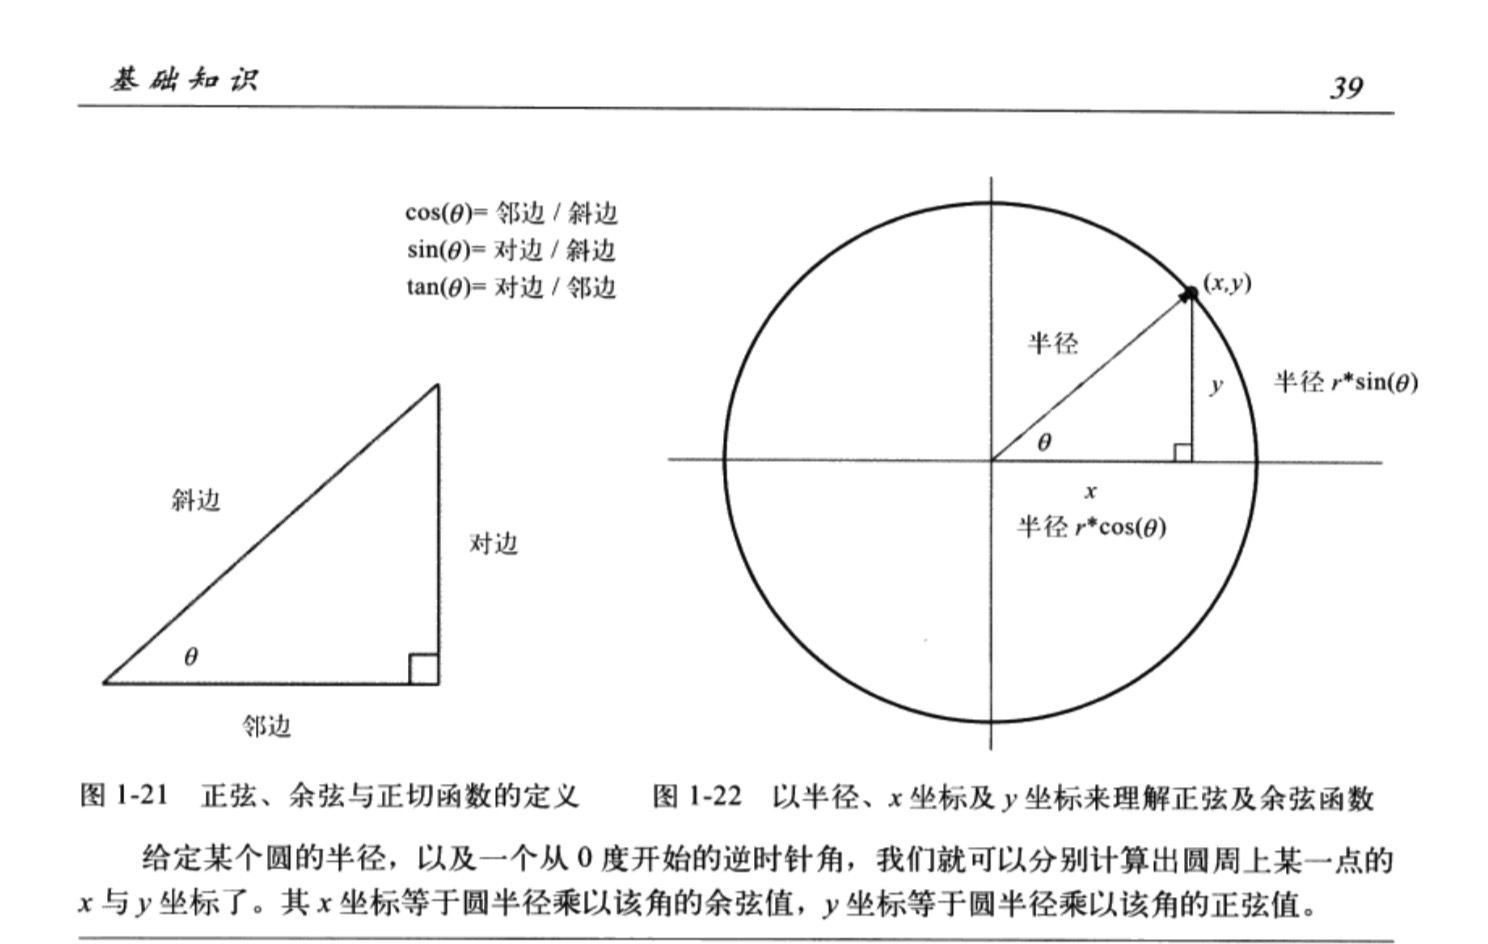 基础知识 39
cos(θ)= 邻边 / 斜边
sin(θ)= 对边 / 斜边
tan(θ)= 对边 / 邻边
斜边
对边
θ
邻边
(x,y)
半径
y
半径 r*sin(θ)
θ
x
半径 r*cos(θ)
图 1-21 正弦、余弦与正切函数的定义
图 1-22 以半径、x 坐标及 y 坐标来理解正弦及余弦函数
给定某个圆的半径，以及一个从 0 度开始的逆时针角，我们就可以分别计算出圆周上某一点的
x 与 y 坐标了。其 x 坐标等于圆半径乘以该角的余弦值，y 坐标等于圆半径乘以该角的正弦值。